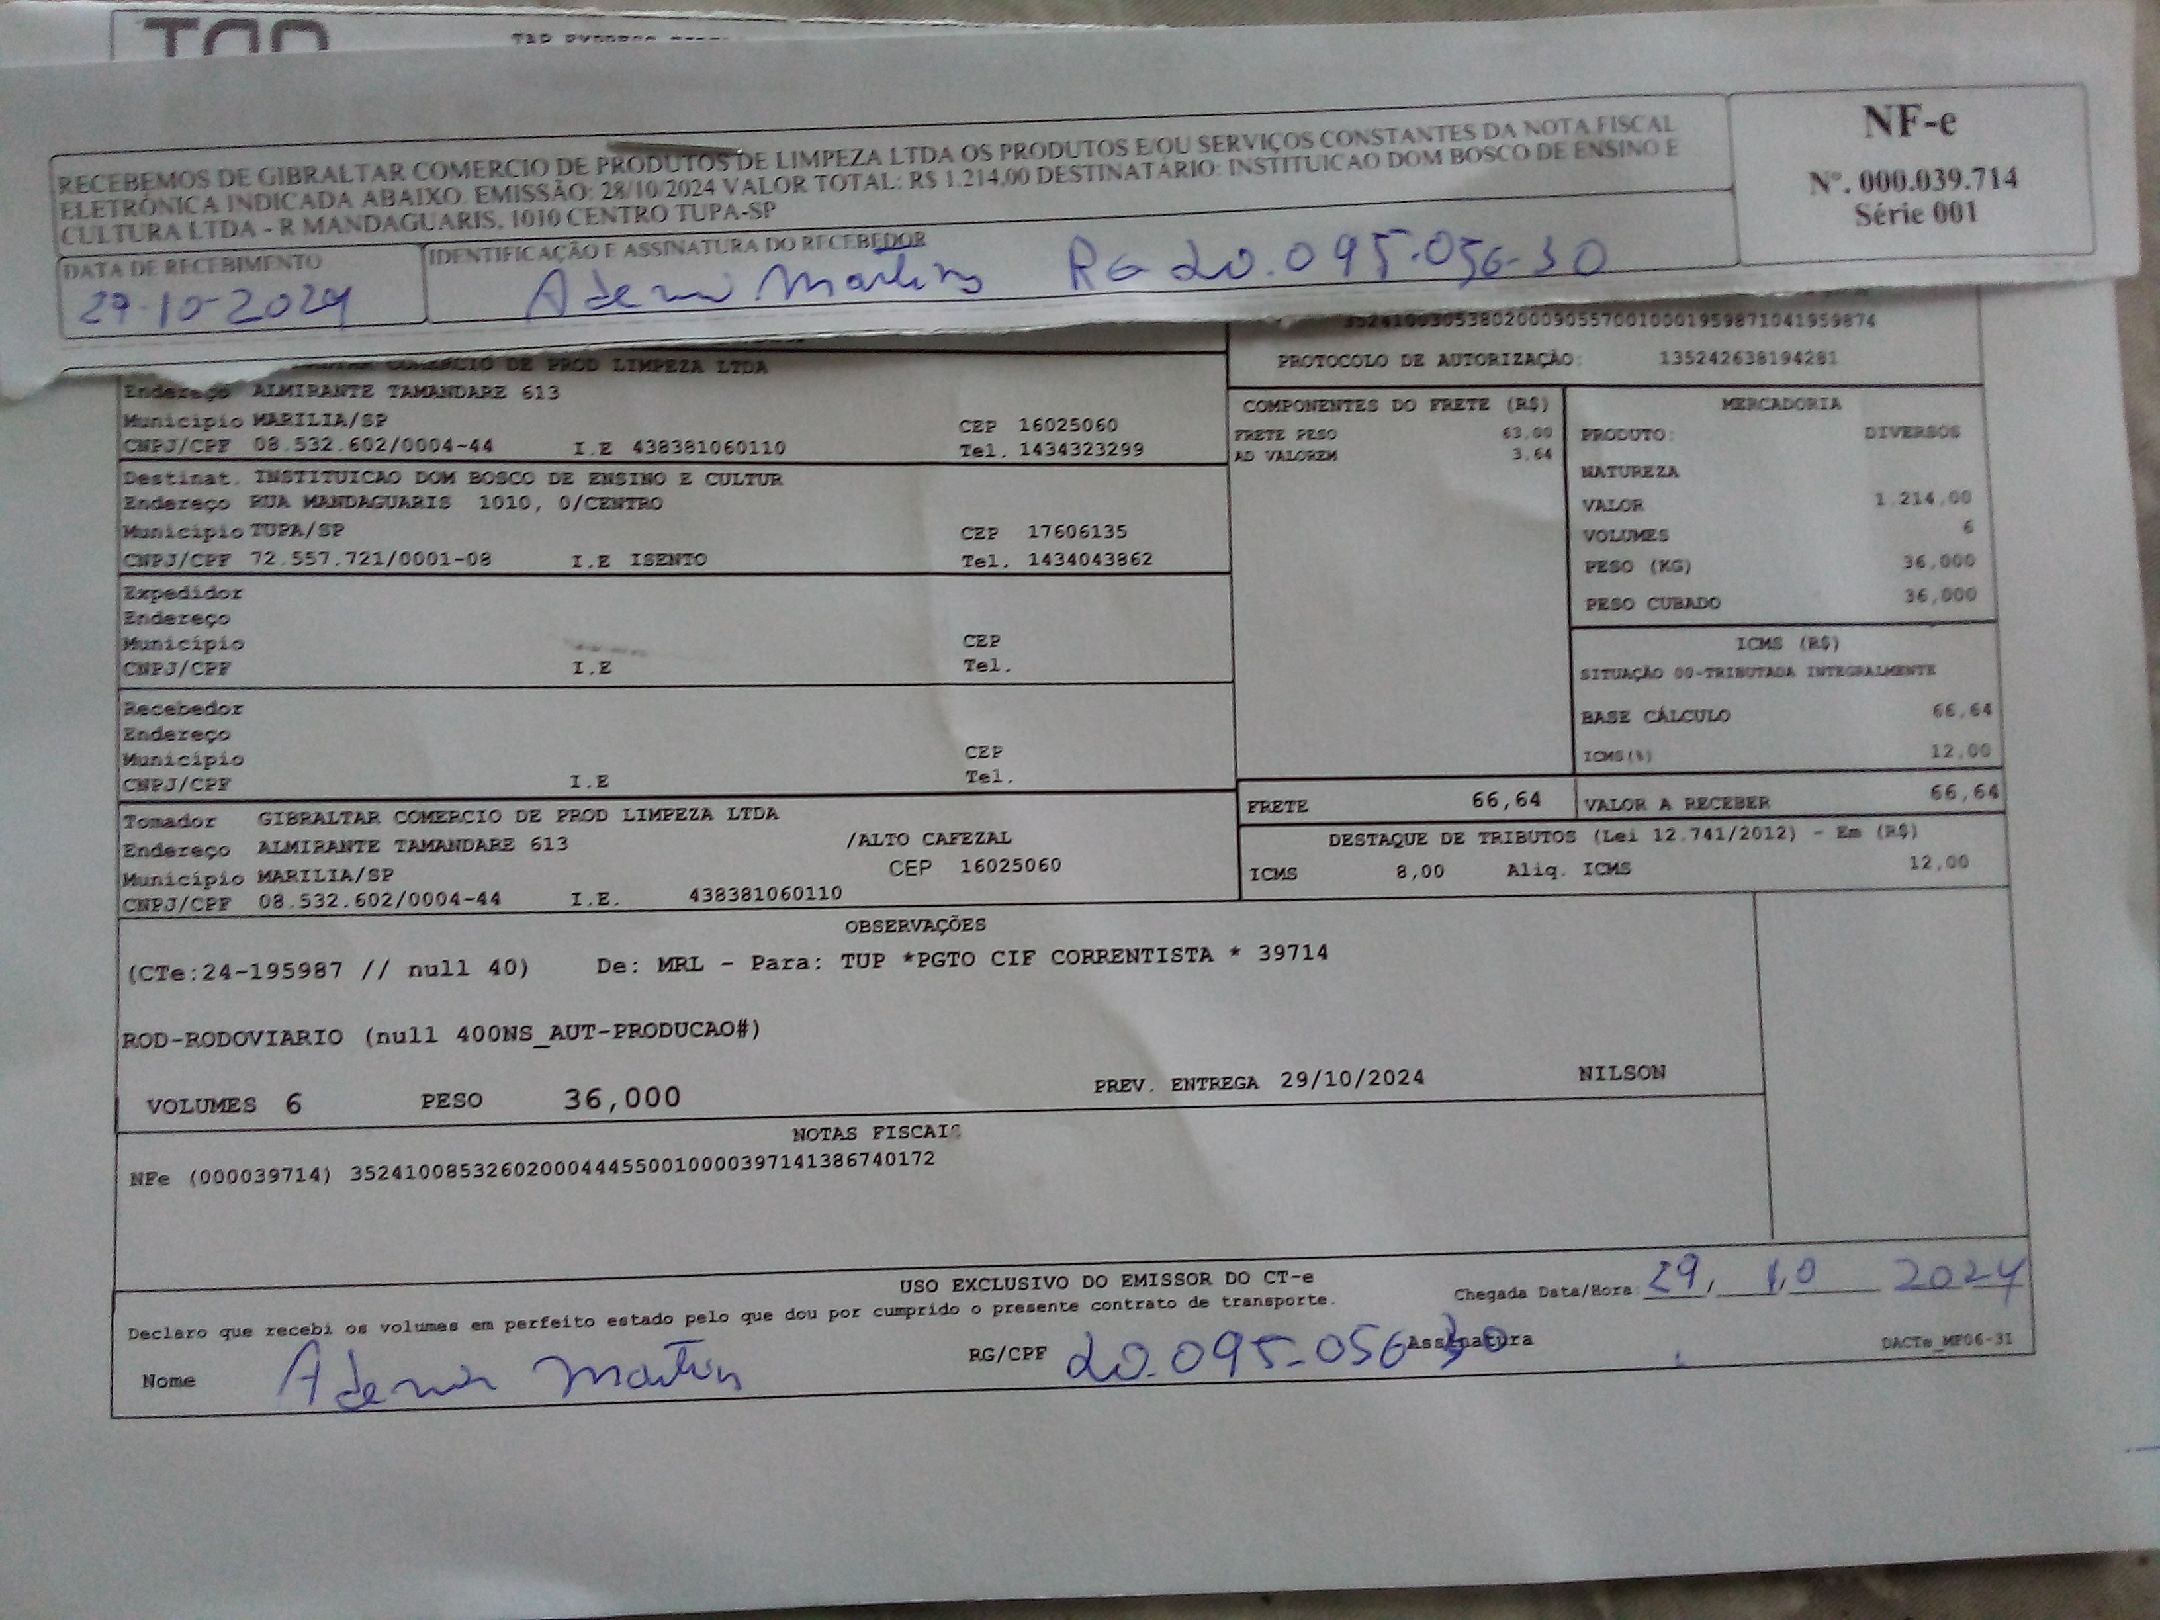 RECEBEMOS DE GIBRALTAR COMERCIO DE PRODUTOS DE LIMPEZA LTDA OS PRODUTOS E/OU SERVIÇOS CONSTANTES DA NOTA FISCAL
ELETRÔNICA INDICADA ABAIXO. EMISSÃO: 28/10/2024 VALOR TOTAL: R$ 1.214,00 DESTINATÁRIO: INSTITUICAO DOM BOSCO DE ENSINO E
CULTURA LTDA - R MANDAGUARIS, 1010 CENTRO TUPA-SP
NF-e
Nº. 000.039.714
Série 001
DATA DE RECEBIMENTO
IDENTIFICAÇÃO E ASSINATURA DO RECEBEDOR
29-10-2024
Ademir Martins RG 20.095.056-30
35241003053802000905570010001959871041959874
PROTOCOLO DE AUTORIZAÇÃO: 135242638194281
COMERCIO DE PROD LIMPEZA LTDA
Endereço ALMIRANTE TAMANDARE 613
Município MARILIA/SP CEP 16025060
CNPJ/CPF 08.532.602/0004-44 I.E 438381060110 Tel. 1434323299
Destinat. INSTITUICAO DOM BOSCO DE ENSINO E CULTUR
Endereço RUA MANDAGUARIS 1010, 0/CENTRO
Município TUPA/SP CEP 17606135
CNPJ/CPF 72.557.721/0001-08 I.E ISENTO Tel. 1434043862
Expedidor
Endereço
Município CEP
CNPJ/CPF I.E Tel.
Recebedor
Endereço
Município CEP
CNPJ/CPF I.E Tel.
Tomador GIBRALTAR COMERCIO DE PROD LIMPEZA LTDA
Endereço ALMIRANTE TAMANDARE 613 /ALTO CAFEZAL
Município MARILIA/SP CEP 16025060
CNPJ/CPF 08.532.602/0004-44 I.E. 438381060110
COMPONENTES DO FRETE (R$)
FRETE PESO 63,00
AD VALOREM 3,64
MERCADORIA
PRODUTO: DIVERSOS
NATUREZA
VALOR 1.214,00
VOLUMES 6
PESO (KG) 36,000
PESO CUBADO 36,000
ICMS (R$)
SITUAÇÃO 00-TRIBUTADA INTEGRALMENTE
BASE CÁLCULO 66,64
ICMS(%) 12,00
FRETE 66,64 VALOR A RECEBER 66,64
DESTAQUE DE TRIBUTOS (Lei 12.741/2012) - Em (R$)
ICMS 8,00 Aliq. ICMS 12,00
OBSERVAÇÕES
(CTe:24-195987 // null 40) De: MRL - Para: TUP *PGTO CIF CORRENTISTA * 39714
ROD-RODOVIARIO (null 400NS_AUT-PRODUCAO#)
VOLUMES 6 PESO 36,000 PREV. ENTREGA 29/10/2024 NILSON
NOTAS FISCAIS
NFe (000039714) 35241008532602000444550010000397141386740172
USO EXCLUSIVO DO EMISSOR DO CT-e
Declaro que recebi os volumes em perfeito estado pelo que dou por cumprido o presente contrato de transporte.
Chegada Data/Hora: 29, 10 2024
Nome Ademir Martins RG/CPF 20.095-056 30 Assinatura
DACTe_MF06-31